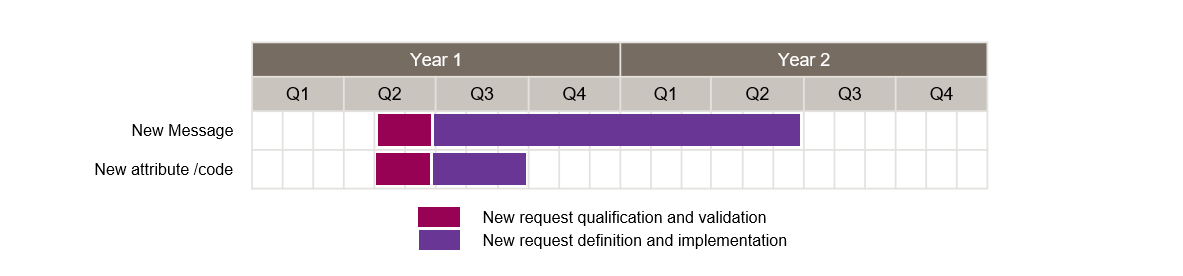 Year 1 Year 2
Q1 Q2 Q3 Q4 Q1 Q2 Q3 Q4
New Message
New attribute /code
New request qualification and validation
New request definition and implementation